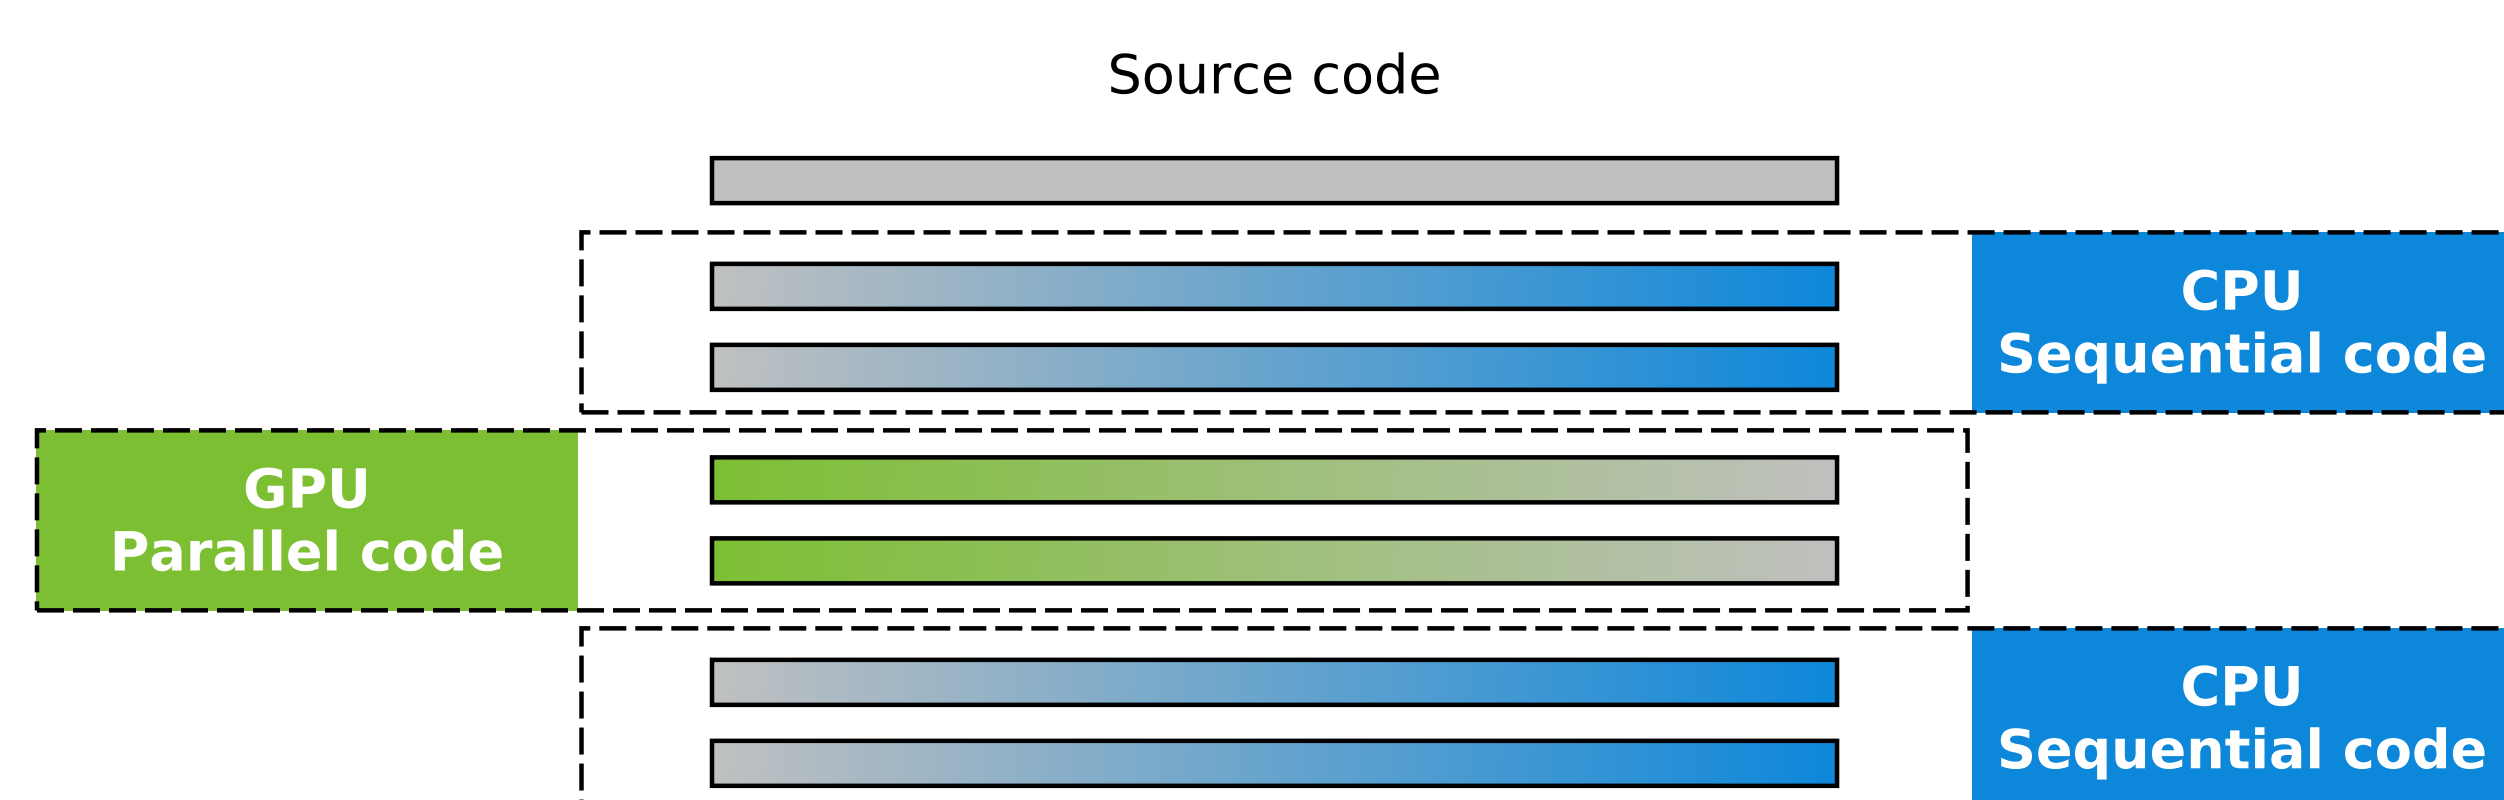 Source code
CPU
Sequential code
GPU
Parallel code
CPU
Sequential code